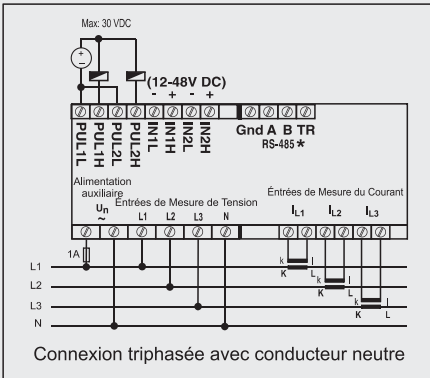 Max: 30 VDC
(12-48V DC)
- + - +
PUL1L PUL1H PUL2L PUL2H IN1L IN1H IN2L IN2H
Gnd A B TR
RS-485 *
Alimentation
auxiliaire
Un
~
Entrées de Mesure de Tension
L1 L2 L3 N
Éntrées de Mesure du Courant
IL1 IL2 IL3
1A
L1
k l
K L
L2
k l
K L
L3
k l
K L
N
Connexion triphasée avec conducteur neutre